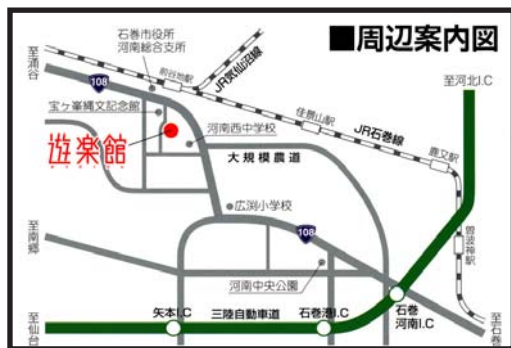 ■周辺案内図
至涌谷
石巻市役所
河南総合支所
108
前谷地駅
JR気仙沼線
至河北I.C
宝ヶ峯縄文記念館
遊楽館
河南西中学校
佳景山駅
JR石巻線
鹿又駅
大規模農道
広渕小学校
曽波神駅
至南郷
108
河南中央公園
石巻
河南I.C
矢本I.C
三陸自動車道
石巻港I.C
至仙台
至石巻